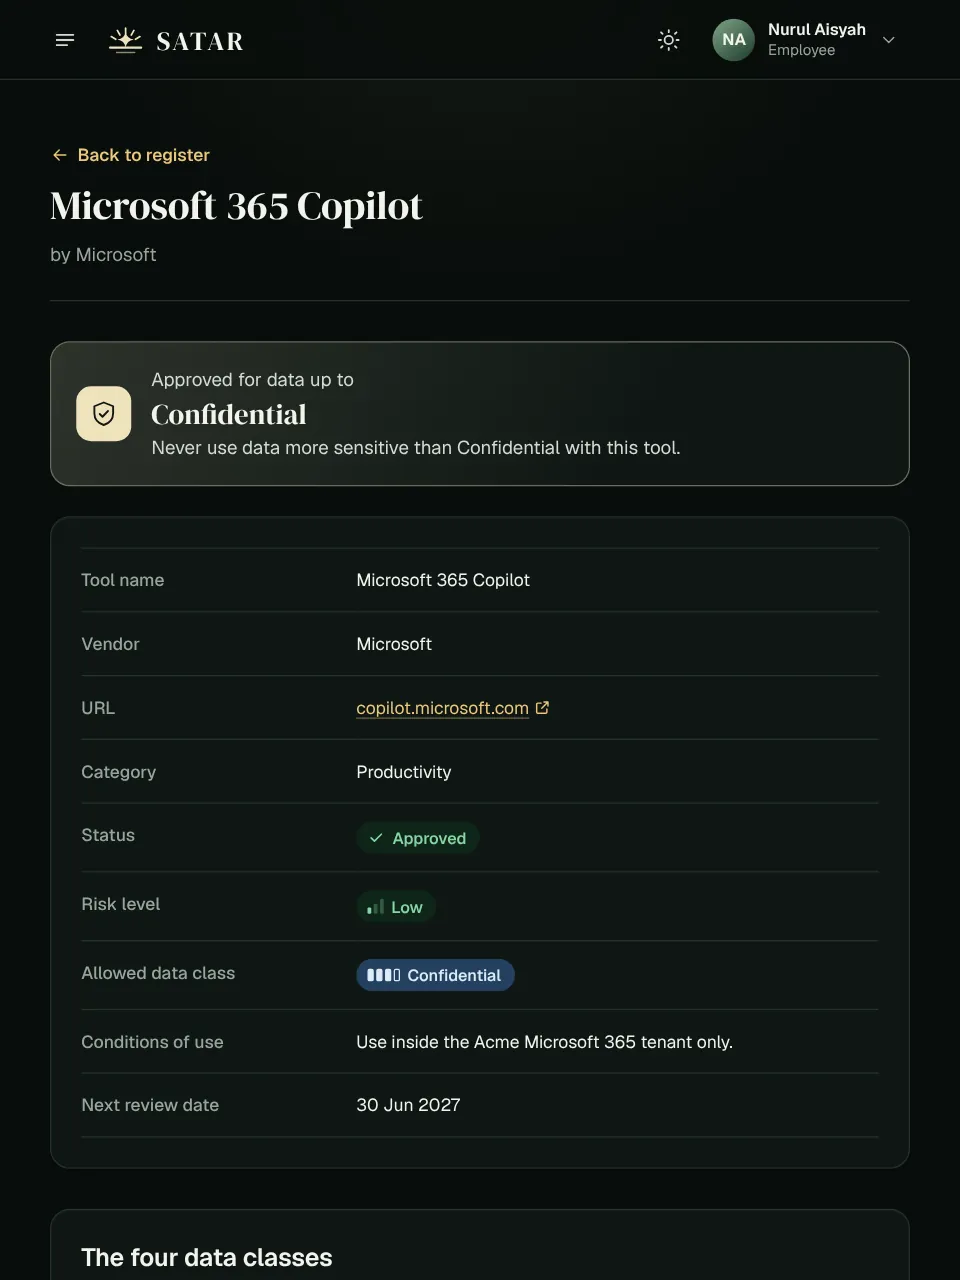 SATAR
NA
Nurul Aisyah
Employee
Back to register
Microsoft 365 Copilot
by Microsoft
Approved for data up to
Confidential
Never use data more sensitive than Confidential with this tool.
Tool name Microsoft 365 Copilot
Vendor Microsoft
URL copilot.microsoft.com
Category Productivity
Status Approved
Risk level Low
Allowed data class Confidential
Conditions of use Use inside the Acme Microsoft 365 tenant only.
Next review date 30 Jun 2027
The four data classes